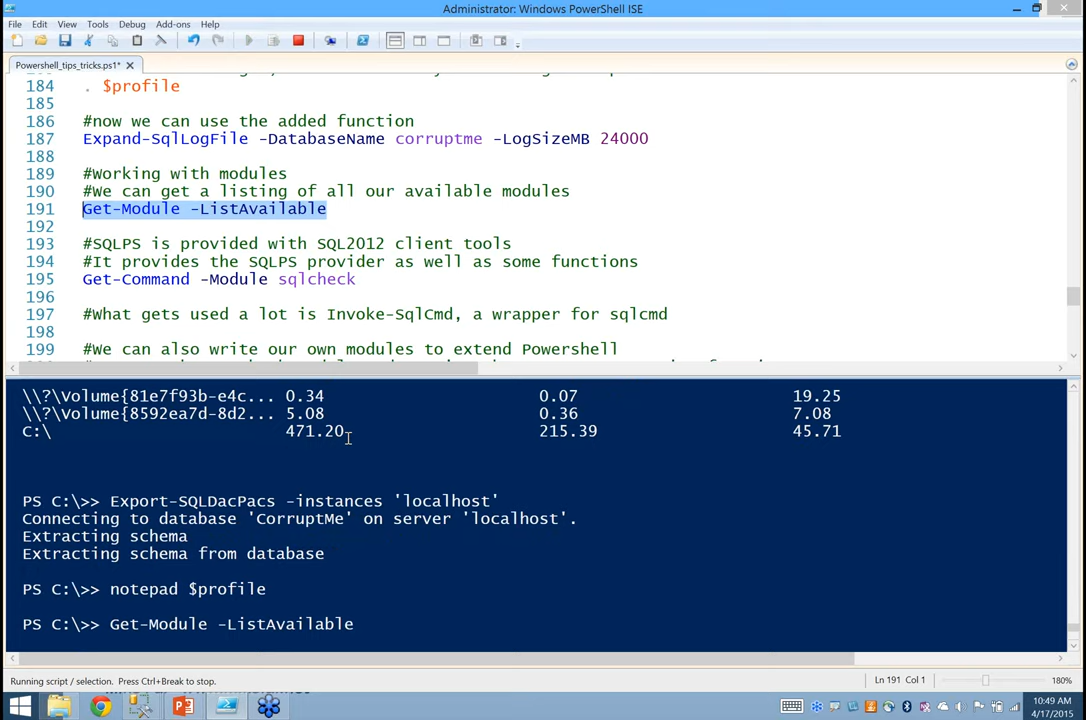 Administrator: Windows PowerShell ISE
File Edit View Tools Debug Add-ons Help
Powershell_tips_tricks.ps1*
184 . $profile
185
186 #now we can use the added function
187 Expand-SqlLogFile -DatabaseName corruptme -LogSizeMB 24000
188
189 #Working with modules
190 #We can get a listing of all our available modules
191 Get-Module -ListAvailable
192
193 #SQLPS is provided with SQL2012 client tools
194 #It provides the SQLPS provider as well as some functions
195 Get-Command -Module sqlcheck
196
197 #What gets used a lot is Invoke-SqlCmd, a wrapper for sqlcmd
198
199 #We can also write our own modules to extend Powershell
\\?\Volume{81e7f93b-e4c... 0.34 0.07 19.25
\\?\Volume{8592ea7d-8d2... 5.08 0.36 7.08
C:\ 471.20 215.39 45.71
PS C:\>> Export-SQLDacPacs -instances 'localhost'
Connecting to database 'CorruptMe' on server 'localhost'.
Extracting schema
Extracting schema from database
PS C:\>> notepad $profile
PS C:\>> Get-Module -ListAvailable
Running script / selection. Press Ctrl+Break to stop.
Ln 191 Col 1
180%
10:49 AM
4/17/2015